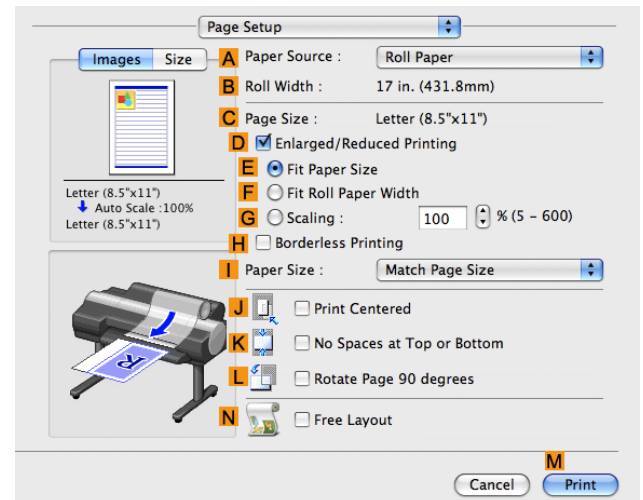 Page Setup
Images Size
A Paper Source : Roll Paper
B Roll Width : 17 in. (431.8mm)
C Page Size : Letter (8.5"x11")
D Enlarged/Reduced Printing
E Fit Paper Size
F Fit Roll Paper Width
G Scaling : 100 % (5 - 600)
H Borderless Printing
Letter (8.5"x11")
Auto Scale :100%
Letter (8.5"x11")
I Paper Size : Match Page Size
J Print Centered
K No Spaces at Top or Bottom
L Rotate Page 90 degrees
N Free Layout
R
M
Cancel Print